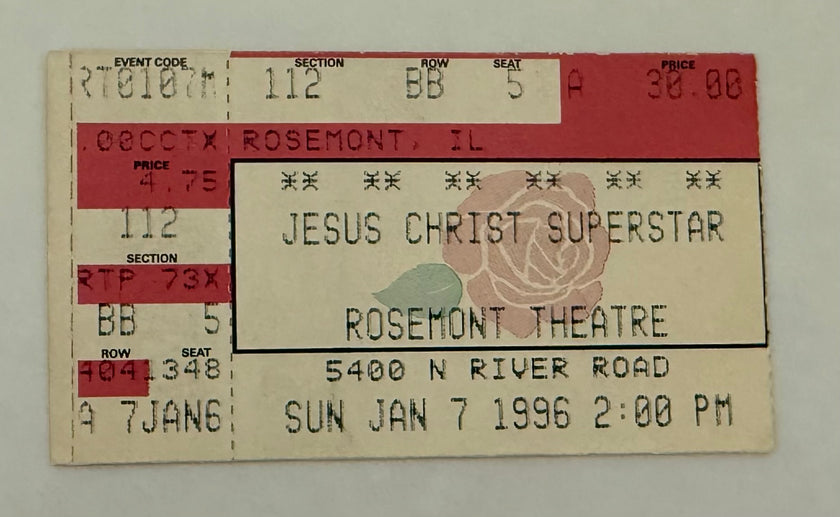 EVENT CODE SECTION ROW SEAT PRICE
RT0107M 112 BB 5 A 30.00
.00CCTX ROSEMONT, IL
PRICE
4.75
112
SECTION
RTP 73X
BB 5
ROW SEAT
4041348
A 7JAN6
** ** ** ** ** **
JESUS CHRIST SUPERSTAR
ROSEMONT THEATRE
5400 N RIVER ROAD
SUN JAN 7 1996 2:00 PM